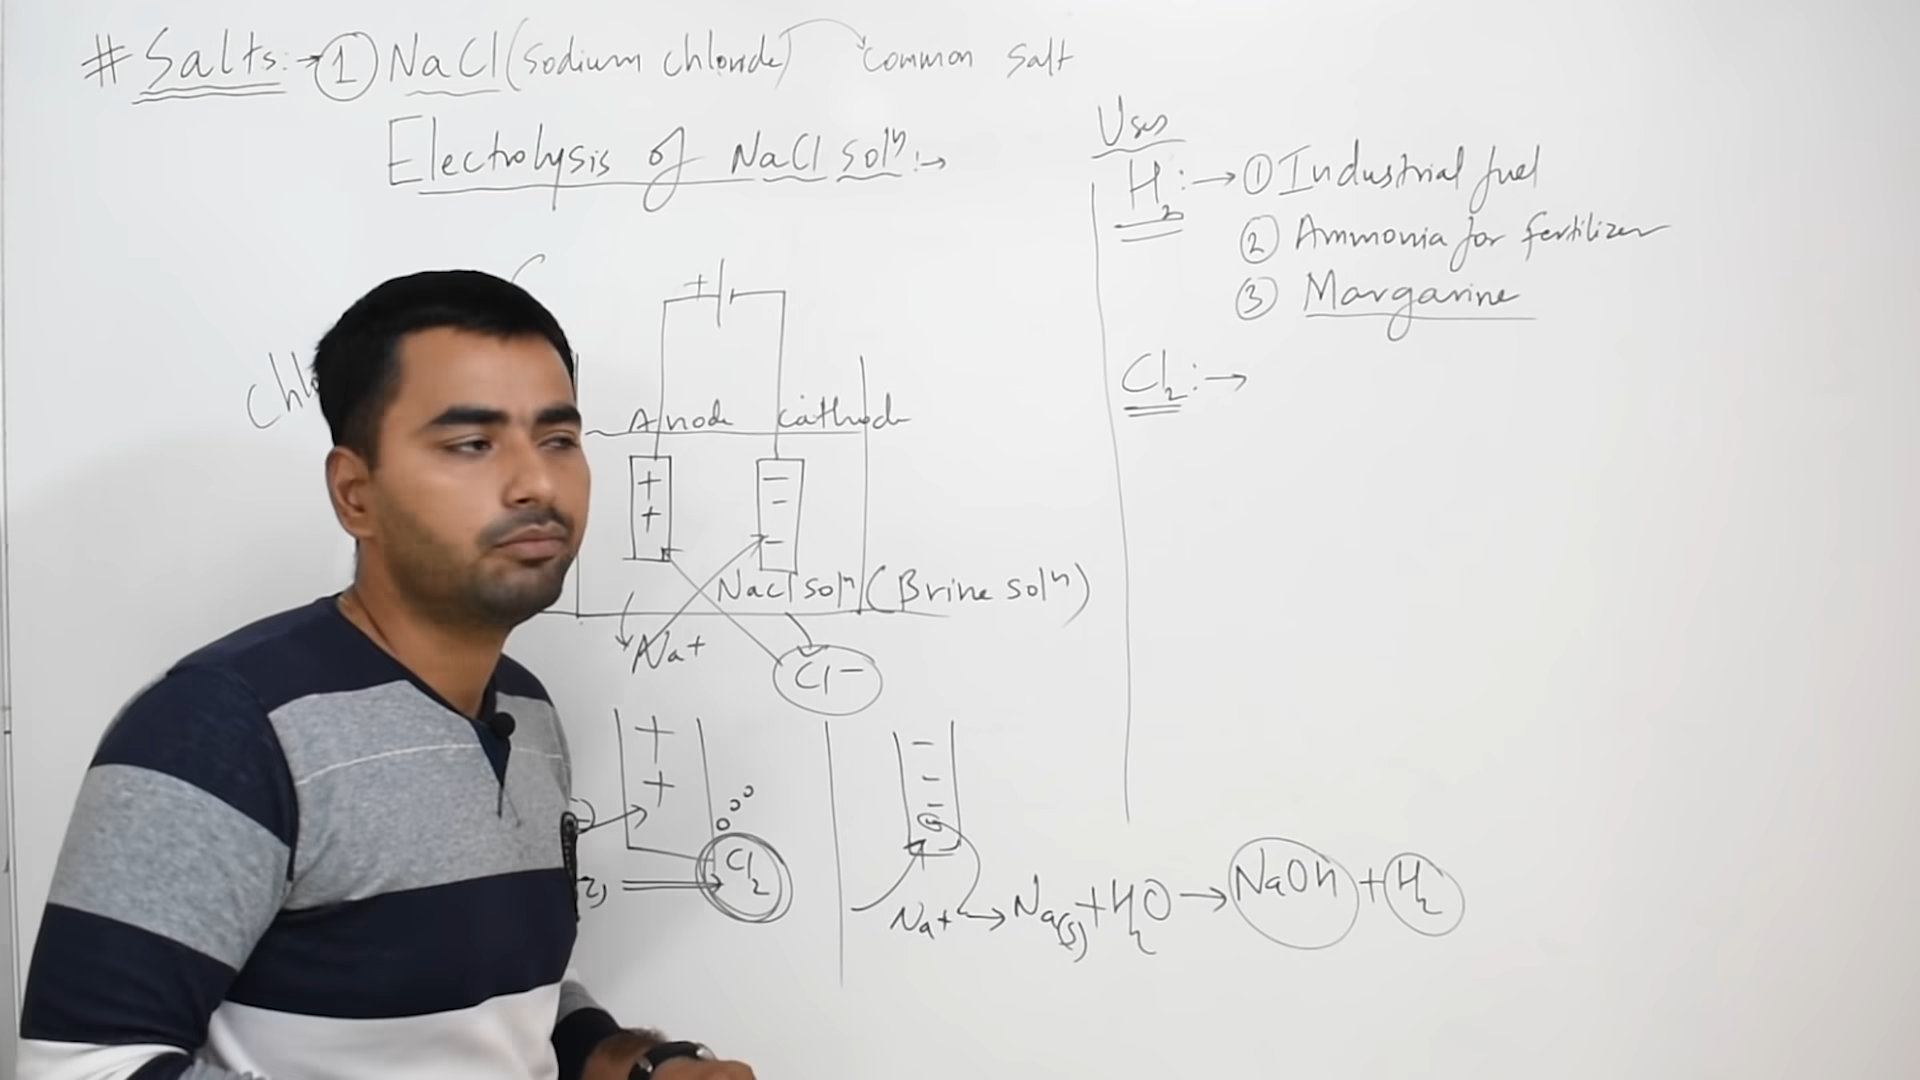 # Salts:→ ① NaCl (Sodium chloride) common salt
Electrolysis of NaCl solⁿ:→
Uses
H₂:→ ① Industrial fuel
② Ammonia for fertilizer
③ Margarine
Cl₂:→
+
Anode cathode
+ −
+ −
−
NaCl solⁿ (Brine solⁿ)
Na+
Cl−
+ −
+ −
−
Cl₂
Na+ → Na(s) + H₂O → NaOH + H₂